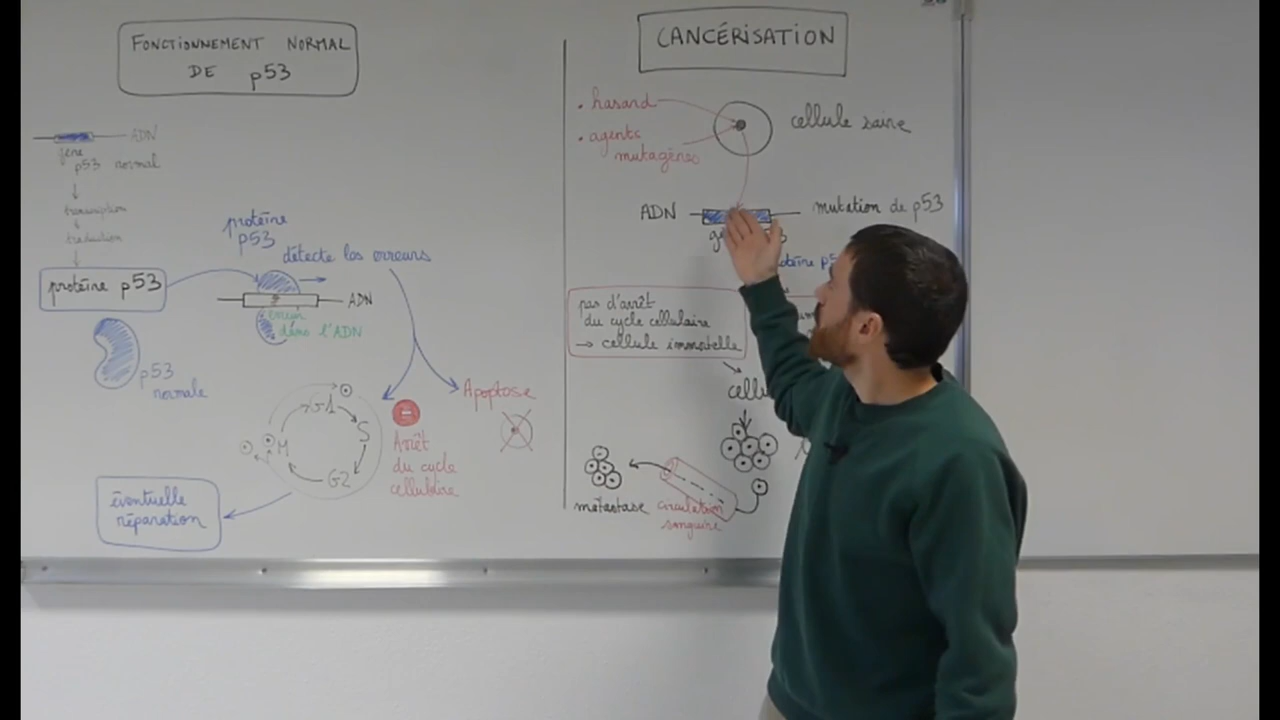 FONCTIONNEMENT NORMAL
DE p53
ADN
gène
p53 normal
transcription
traduction
protéine p53
p53
normale
protéine
p53
détecte les erreurs
ADN
erreur
dans l'ADN
Apoptose
G1
S
G2
M
Arrêt
du cycle
cellulaire
éventuelle
réparation
CANCÉRISATION
• hasard
• agents
mutagènes
cellule saine
ADN
mutation de p53
pas d'arrêt
du cycle cellulaire
→ cellule immortelle
métastase
circulation
sanguine